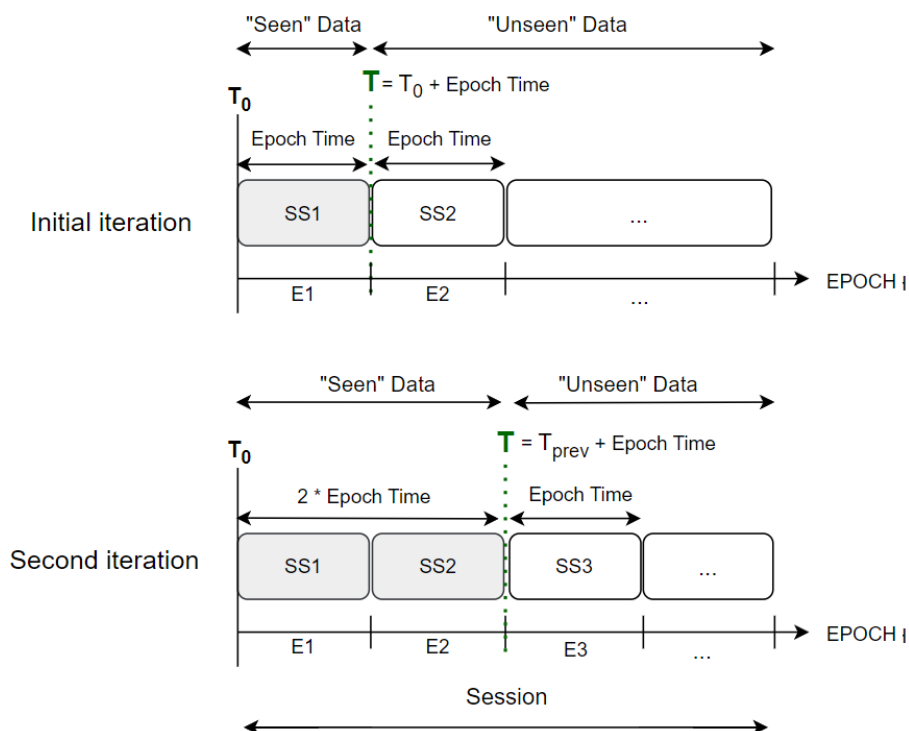 "Seen" Data "Unseen" Data
T = T0 + Epoch Time
T0
Epoch Time Epoch Time
Initial iteration SS1 SS2 ...
E1 E2 ... EPOCH
"Seen" Data "Unseen" Data
T0 T = Tprev + Epoch Time
2 * Epoch Time Epoch Time
Second iteration SS1 SS2 SS3 ...
E1 E2 E3 ... EPOCH
Session